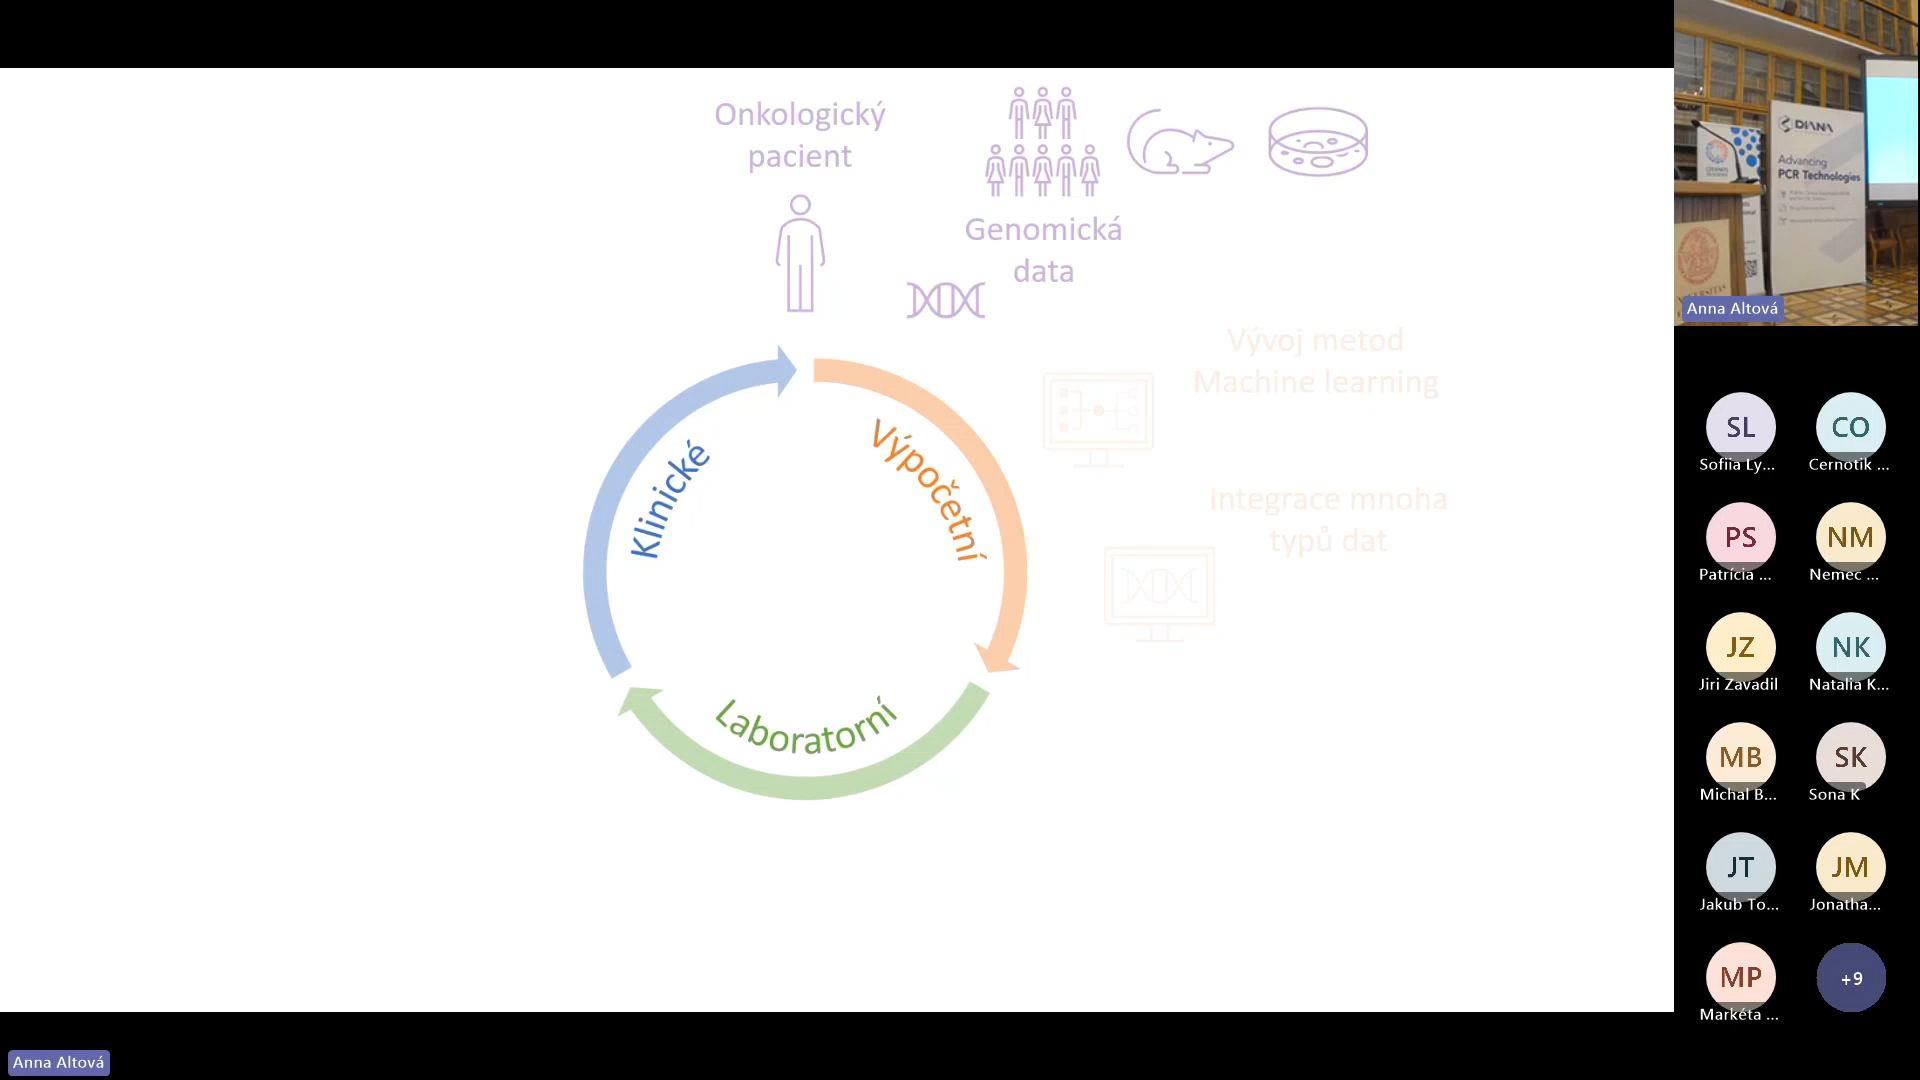 Onkologický
pacient
Genomická
data
Vývoj metod
Machine learning
Integrace mnoha
typů dat
Klinické
Výpočetní
Laboratorní
DIANA
Advancing
PCR Technologies
Anna Altová
SL
Sofiia Ly...
CO
Cernotik ...
PS
Patrícia ...
NM
Nemec ...
JZ
Jiri Zavadil
NK
Natalia K...
MB
Michal B...
SK
Sona K
JT
Jakub To...
JM
Jonatha...
MP
Markéta ...
+9
Anna Altová